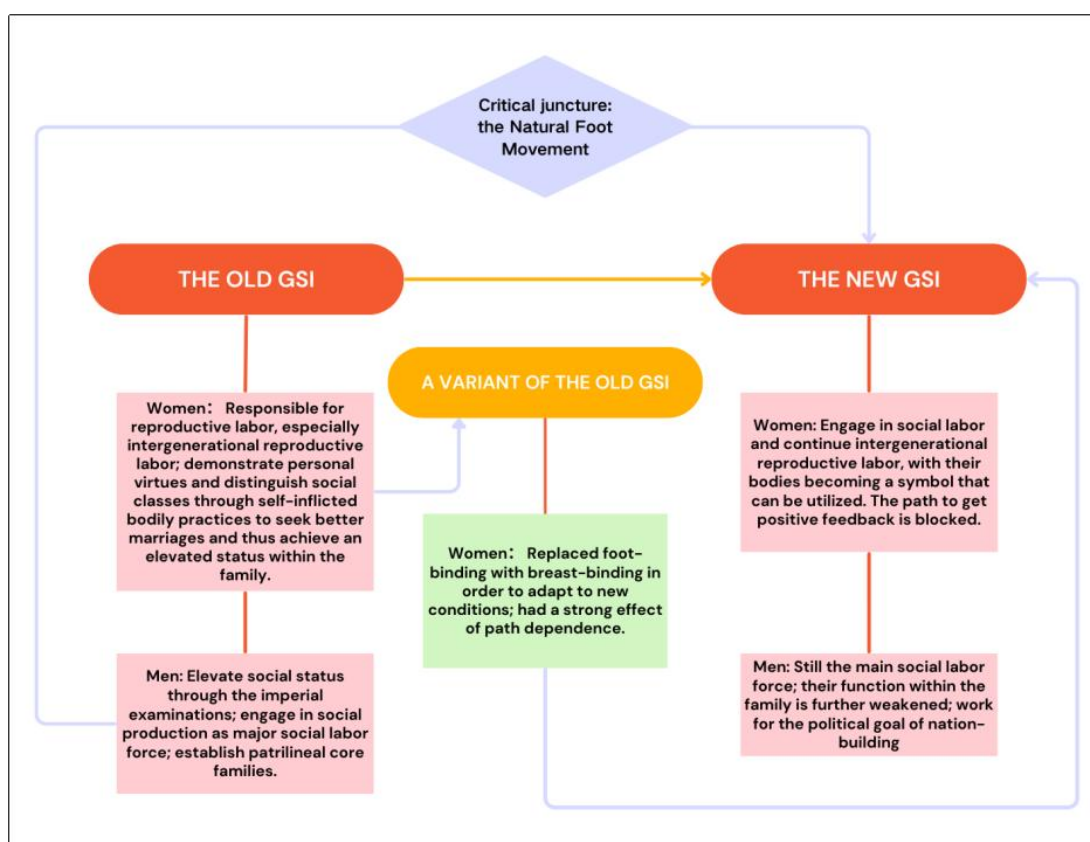 Critical juncture:
the Natural Foot
Movement
THE OLD GSI
THE NEW GSI
A VARIANT OF THE OLD GSI
Women： Responsible for
reproductive labor, especially
intergenerational reproductive
labor; demonstrate personal
virtues and distinguish social
classes through self-inflicted
bodily practices to seek better
marriages and thus achieve an
elevated status within the
family.
Women: Engage in social labor
and continue intergenerational
reproductive labor, with their
bodies becoming a symbol that
can be utilized. The path to get
positive feedback is blocked.
Women： Replaced foot-
binding with breast-binding in
order to adapt to new
conditions; had a strong effect
of path dependence.
Men: Elevate social status
through the imperial
examinations; engage in social
production as major social labor
force; establish patrilineal core
families.
Men: Still the main social labor
force; their function within the
family is further weakened; work
for the political goal of nation-
building